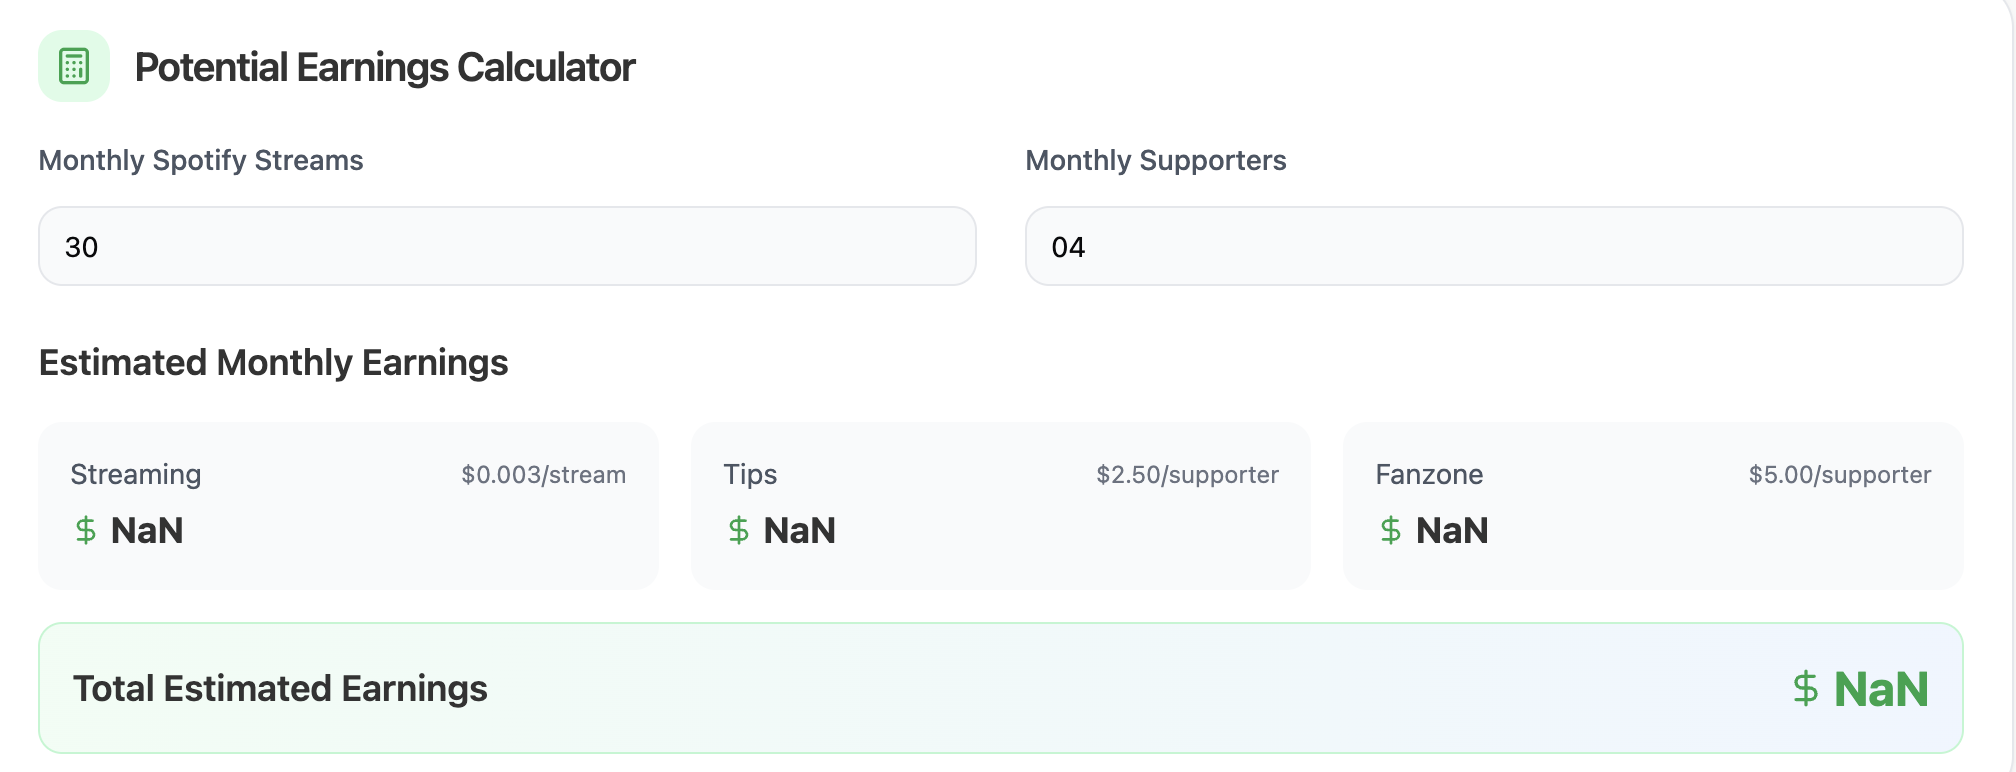 Potential Earnings Calculator
Monthly Spotify Streams
Monthly Supporters
30
04
Estimated Monthly Earnings
Streaming
$0.003/stream
$ NaN
Tips
$2.50/supporter
$ NaN
Fanzone
$5.00/supporter
$ NaN
Total Estimated Earnings
$ NaN